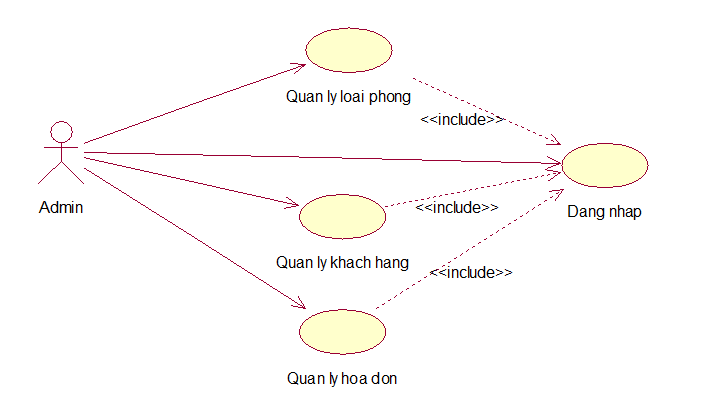 Quan ly loai phong
<<include>>
Admin
Dang nhap
<<include>>
Quan ly khach hang
<<include>>
Quan ly hoa don